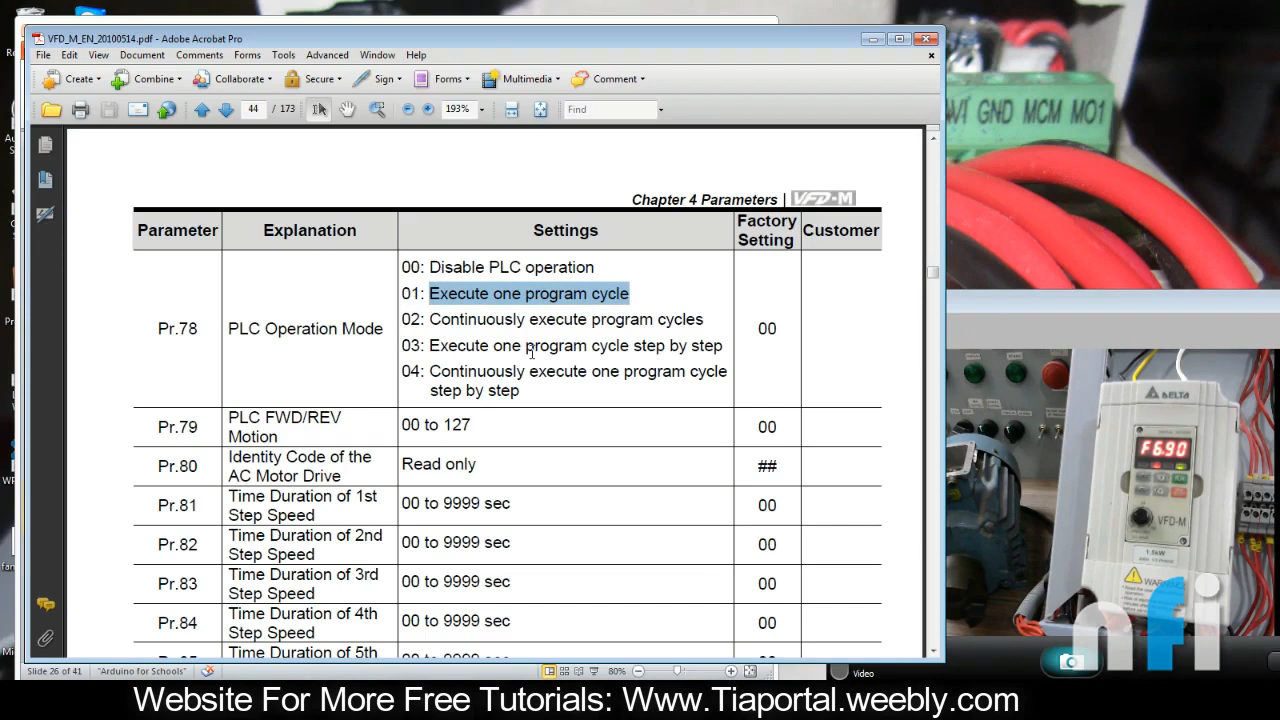 VFD_M_EN_20100514.pdf - Adobe Acrobat Pro
File Edit View Document Comments Forms Tools Advanced Window Help
Create Combine Collaborate Secure Sign Forms Multimedia Comment
44 / 173 193% Find
Chapter 4 Parameters | VFD-M
Parameter Explanation Settings Factory Setting Customer
Pr.78 PLC Operation Mode
00: Disable PLC operation
01: Execute one program cycle
02: Continuously execute program cycles
03: Execute one program cycle step by step
04: Continuously execute one program cycle
step by step
00
Pr.79 PLC FWD/REV Motion 00 to 127 00
Pr.80 Identity Code of the AC Motor Drive Read only ##
Pr.81 Time Duration of 1st Step Speed 00 to 9999 sec 00
Pr.82 Time Duration of 2nd Step Speed 00 to 9999 sec 00
Pr.83 Time Duration of 3rd Step Speed 00 to 9999 sec 00
Pr.84 Time Duration of 4th Step Speed 00 to 9999 sec 00
Time Duration of 5th
Slide 26 of 41 "Arduino for Schools" 80%
GND MCM MO1
DELTA
F6.90
VFD-M
1.5kW
WARNING
nfi
Video
Website For More Free Tutorials: Www.Tiaportal.weebly.com